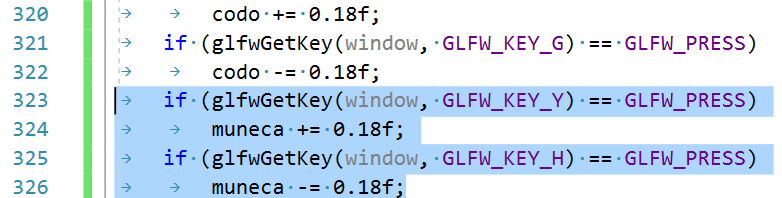 320 codo += 0.18f;
321 if (glfwGetKey(window, GLFW_KEY_G) == GLFW_PRESS)
322 codo -= 0.18f;
323 if (glfwGetKey(window, GLFW_KEY_Y) == GLFW_PRESS)
324 muneca += 0.18f;
325 if (glfwGetKey(window, GLFW_KEY_H) == GLFW_PRESS)
326 muneca -= 0.18f;